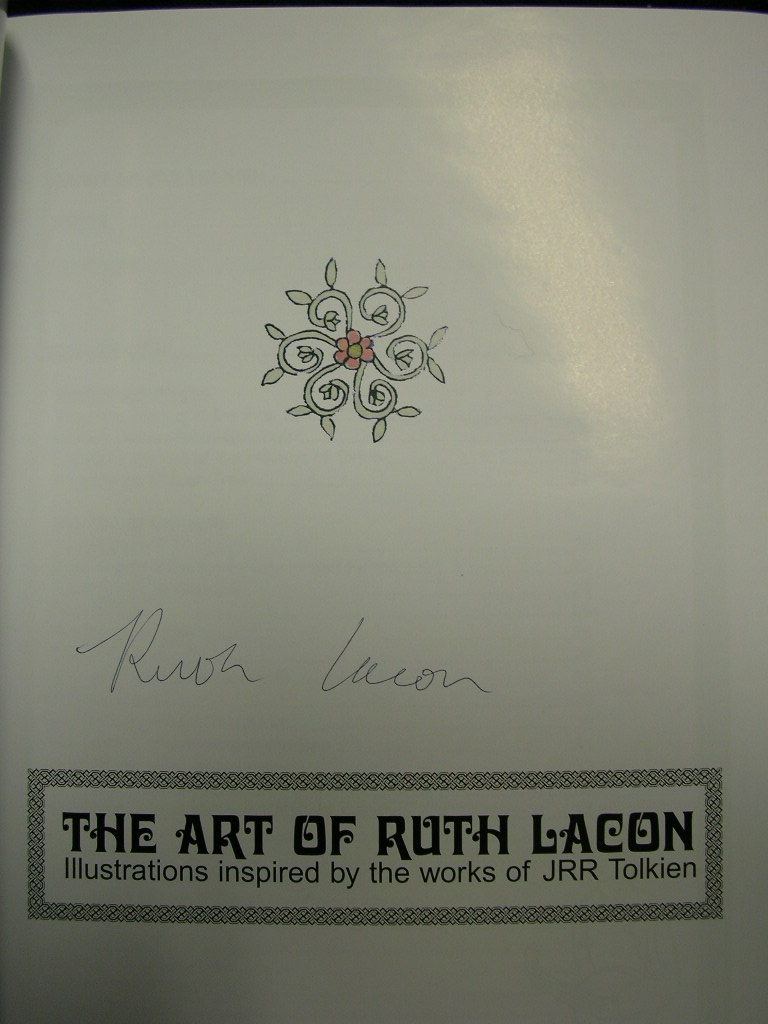 Ruth Lacon
THE ART OF RUTH LACON
Illustrations inspired by the works of JRR Tolkien